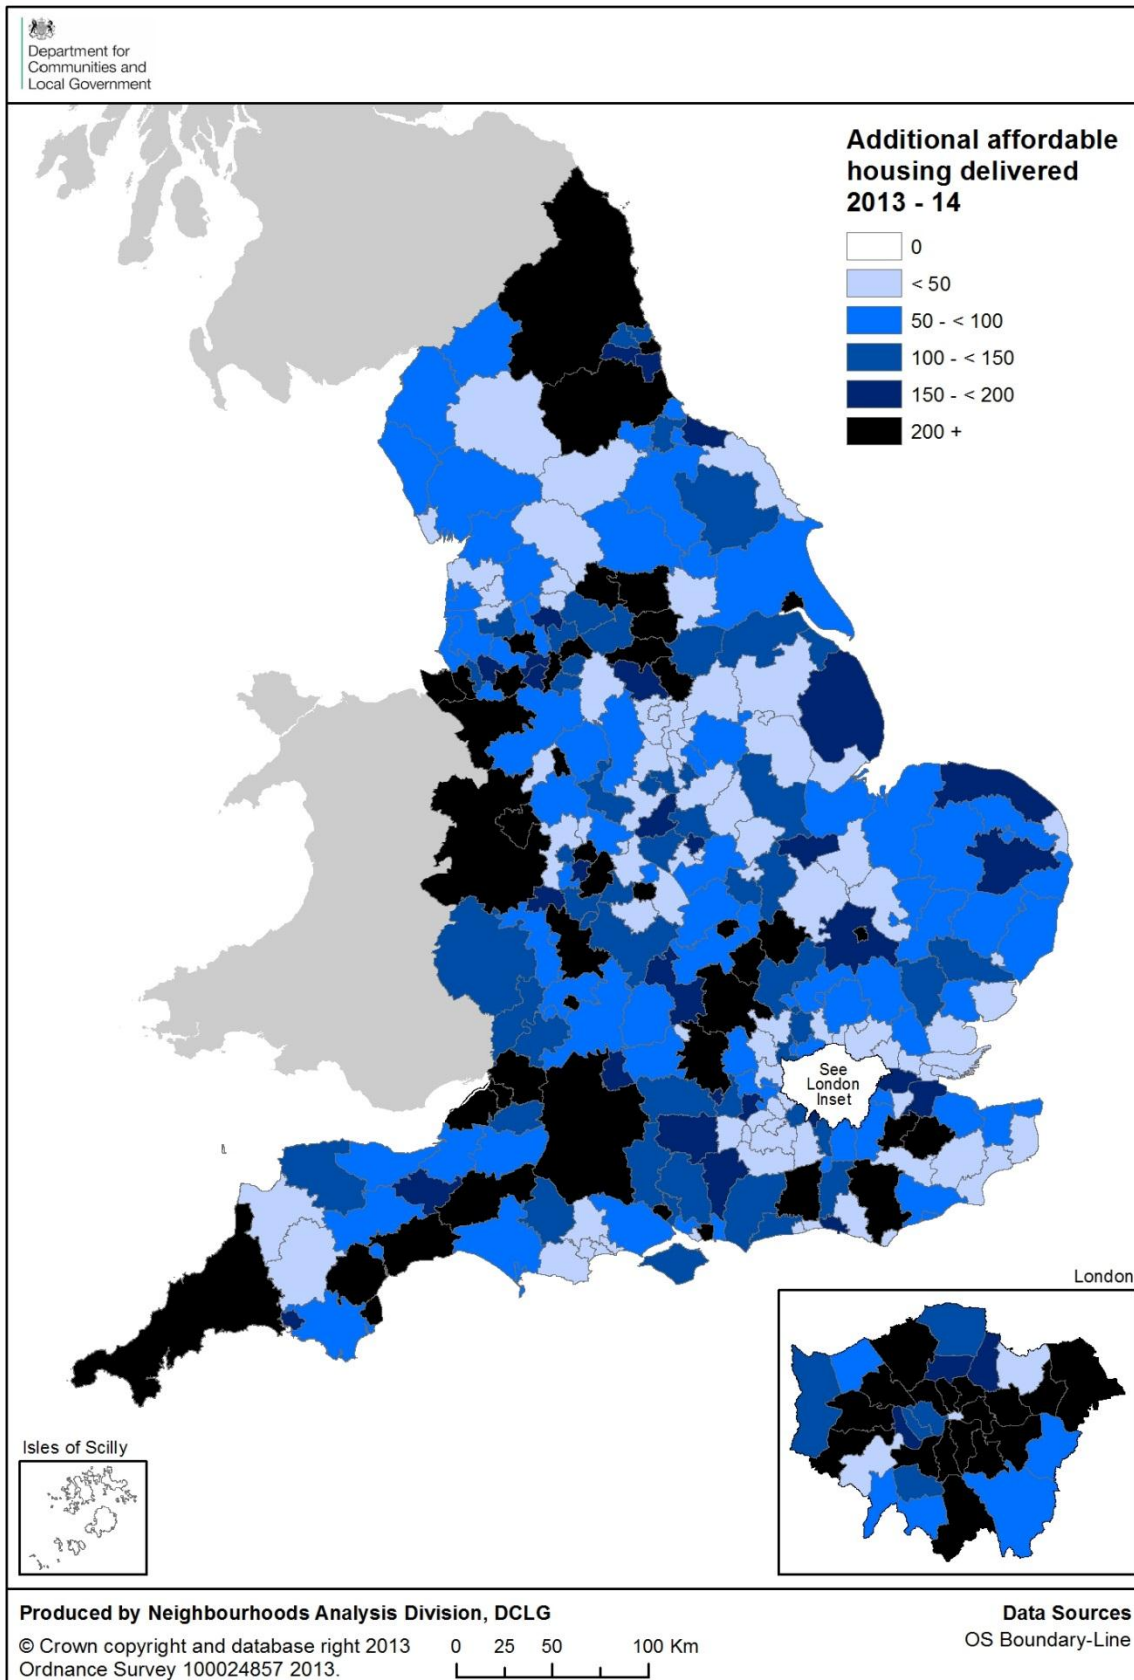 Department for
Communities and
Local Government
Additional affordable
housing delivered
2013 - 14
0
< 50
50 - < 100
100 - < 150
150 - < 200
200 +
See
London
Inset
London
Isles of Scilly
Produced by Neighbourhoods Analysis Division, DCLG
© Crown copyright and database right 2013
Ordnance Survey 100024857 2013.
0 25 50 100 Km
Data Sources
OS Boundary-Line